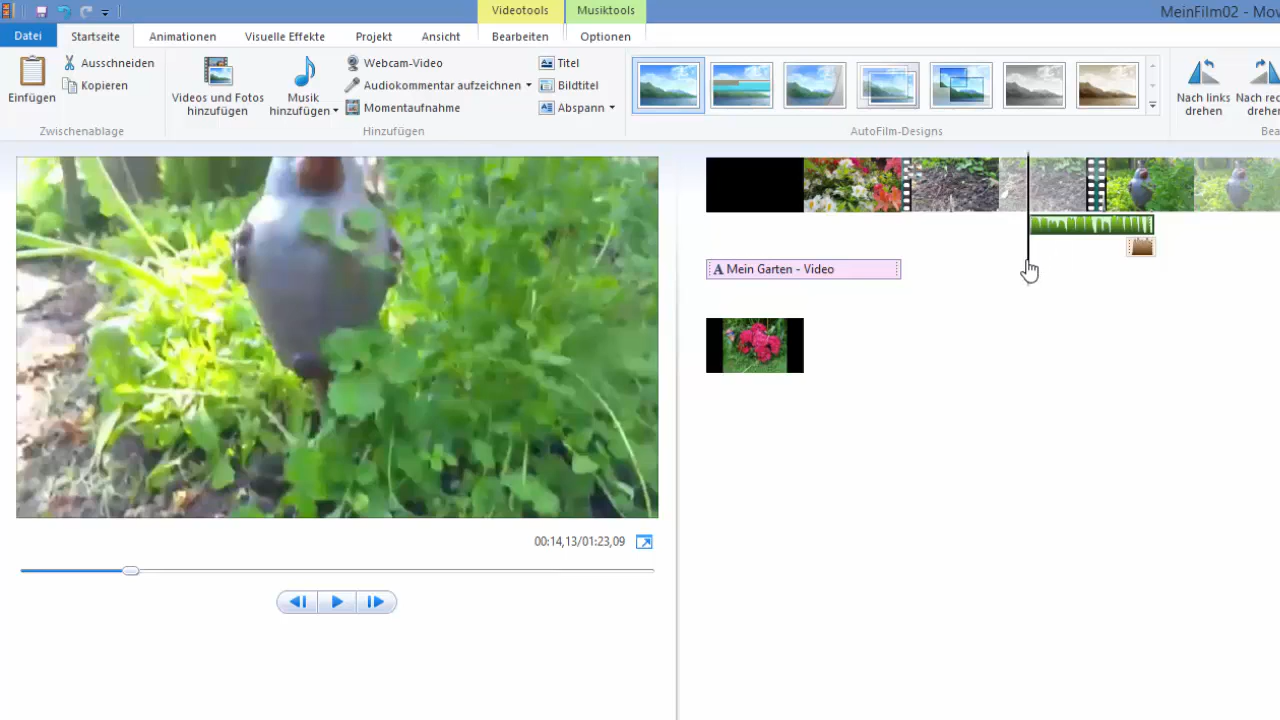 Videotools Musiktools MeinFilm02 - Mov
Datei Startseite Animationen Visuelle Effekte Projekt Ansicht Bearbeiten Optionen
Einfügen
Ausschneiden
Kopieren
Zwischenablage
Videos und Fotos
hinzufügen
Musik
hinzufügen
Webcam-Video
Audiokommentar aufzeichnen
Momentaufnahme
Titel
Bildtitel
Abspann
Hinzufügen
AutoFilm-Designs
Nach links
drehen
Nach rec
drehen
Bea
A Mein Garten - Video
00:14,13/01:23,09